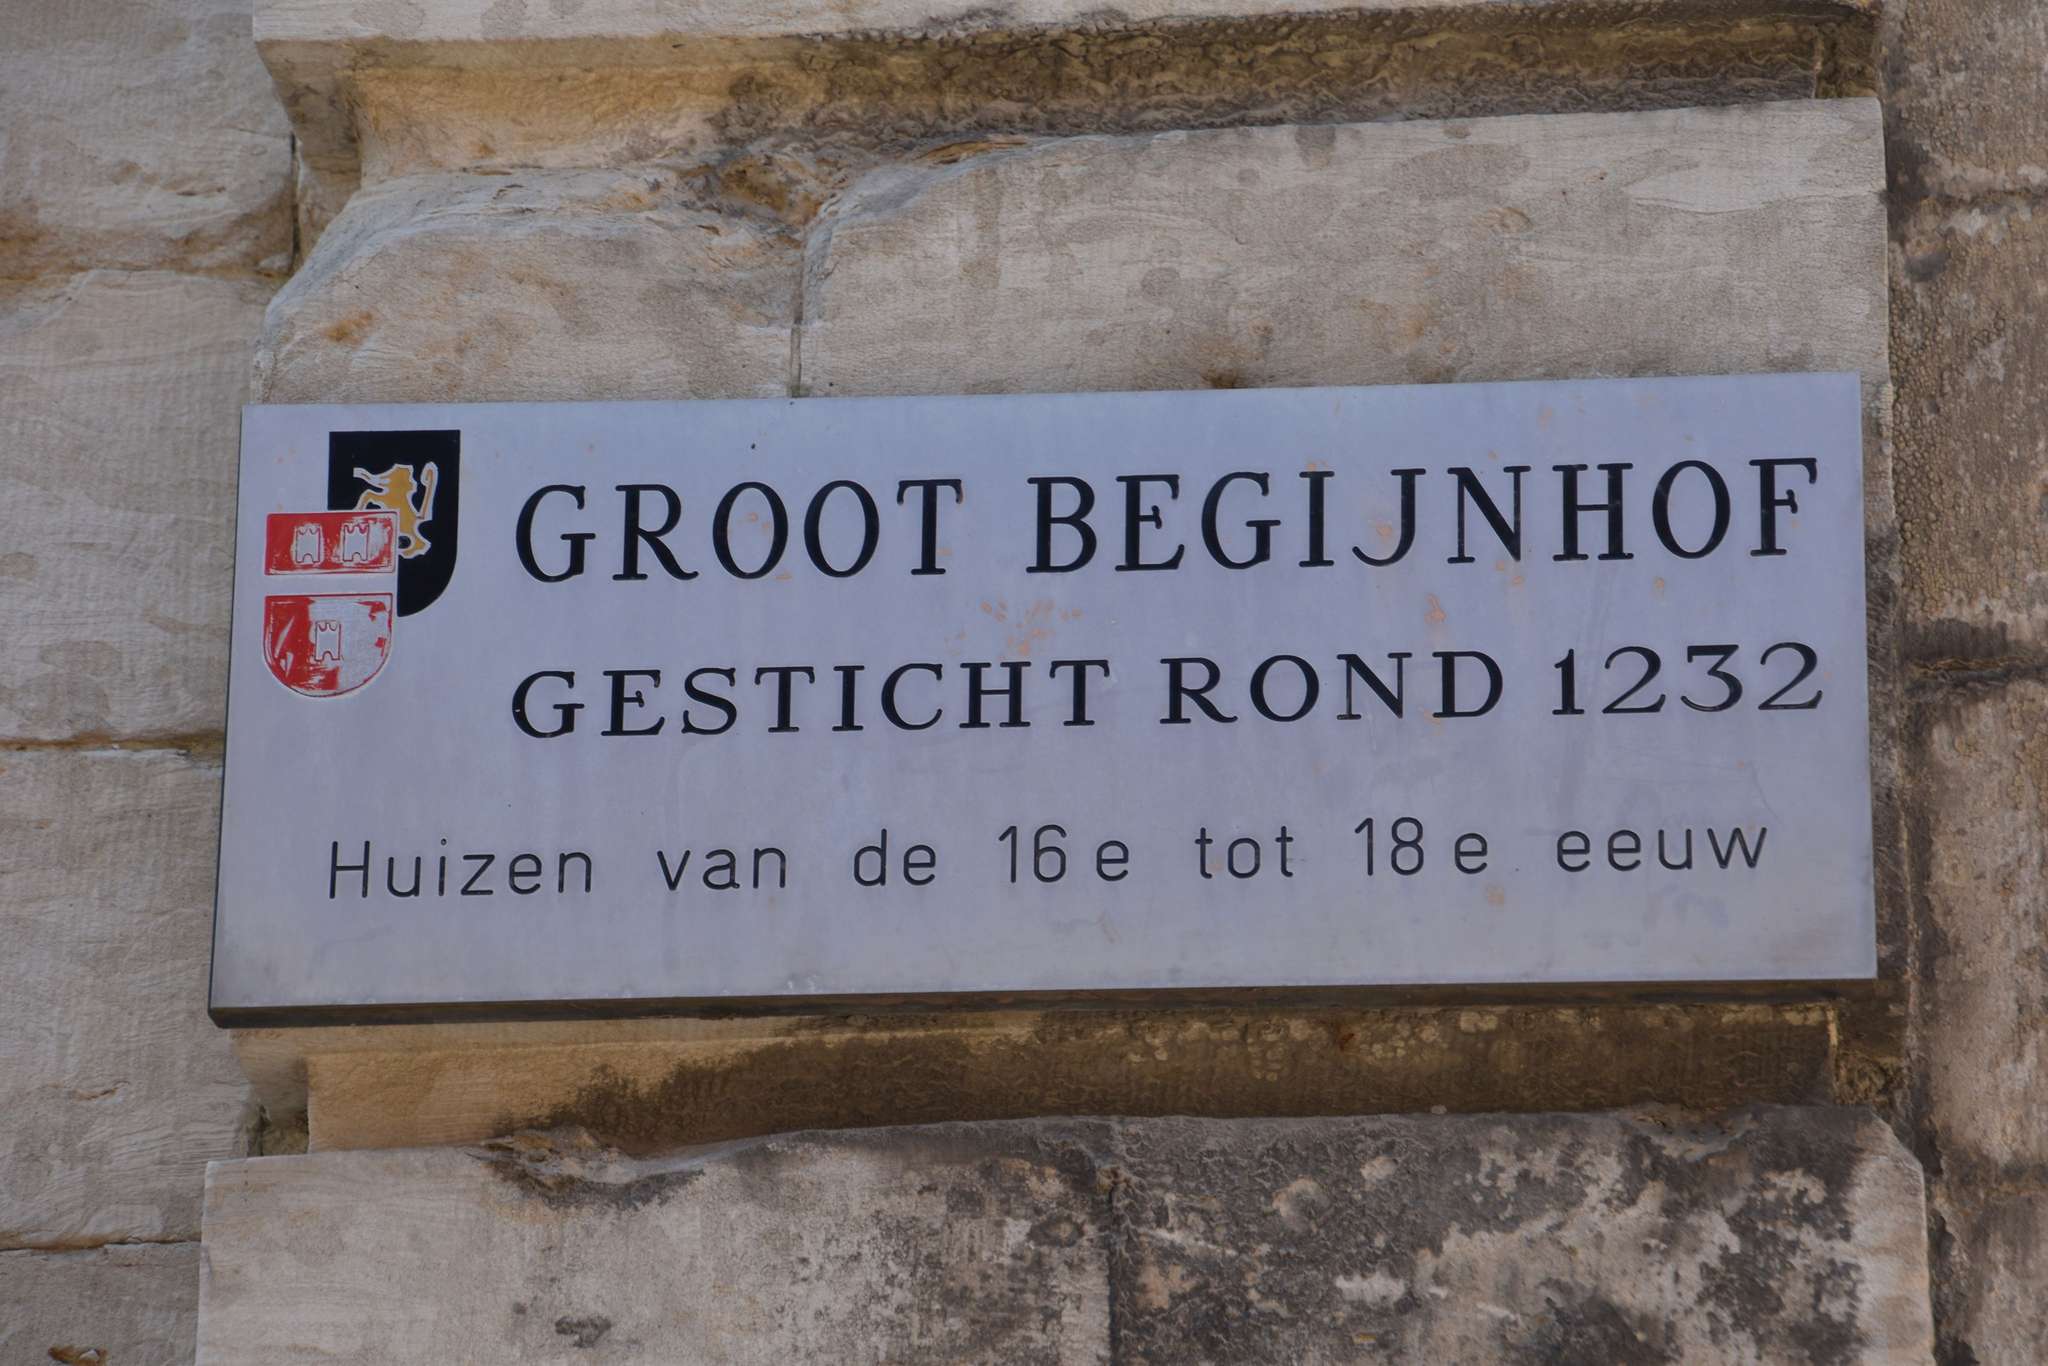 GROOT BEGIJNHOF
GESTICHT ROND 1232
Huizen van de 16e tot 18e eeuw